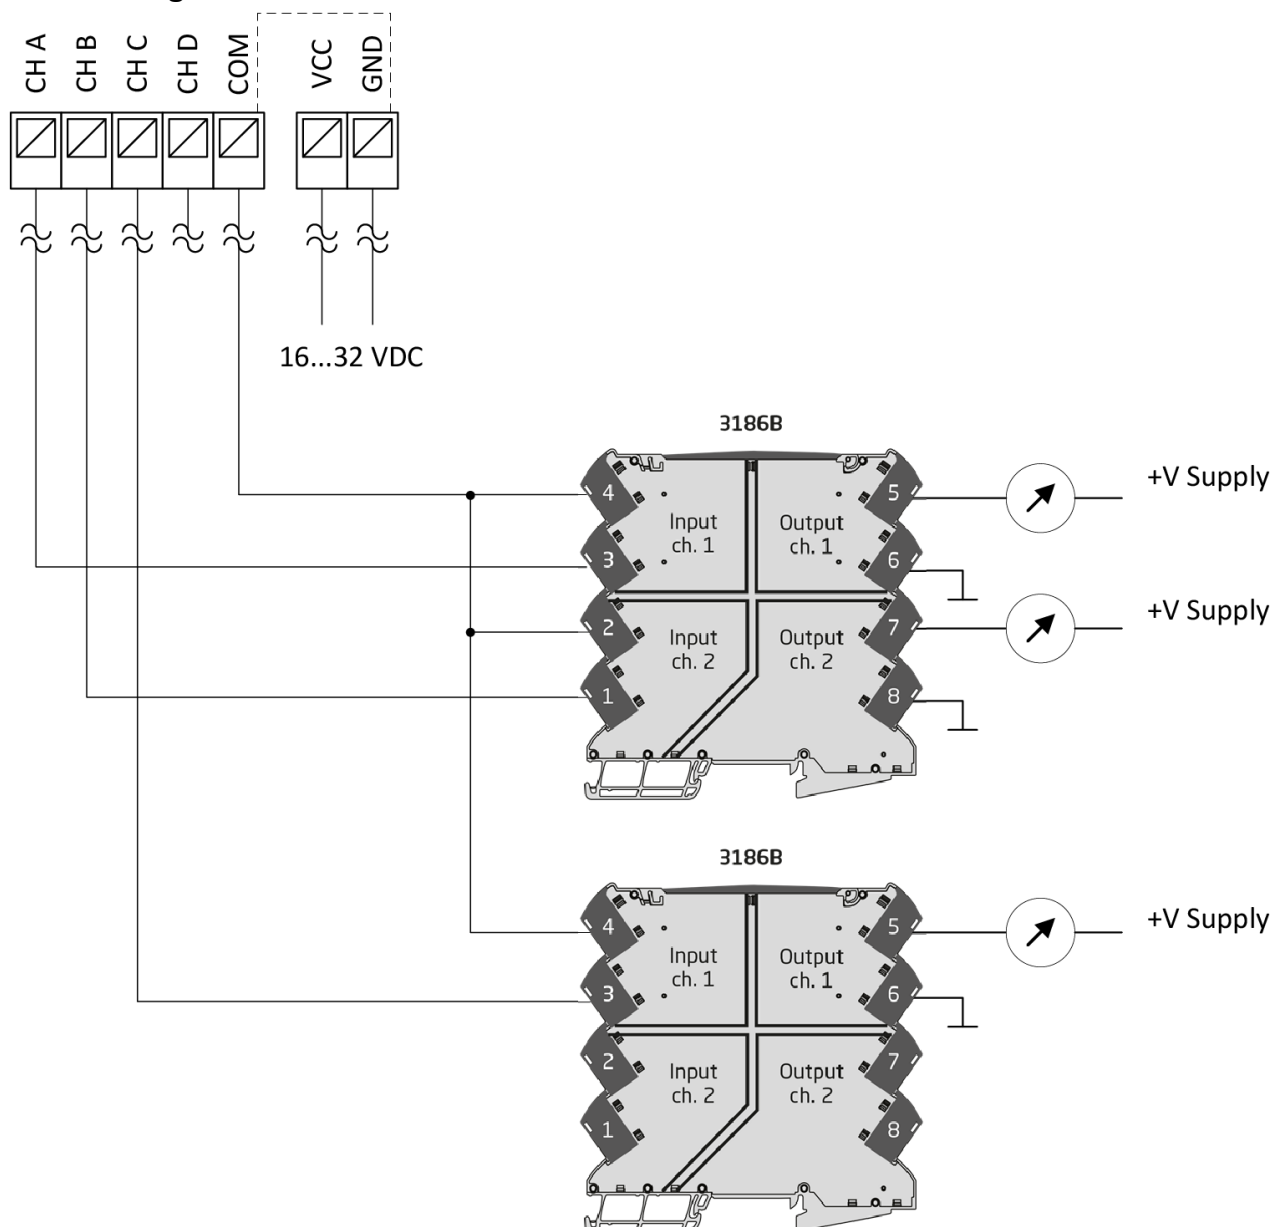 CH A
CH B
CH C
CH D
COM
VCC
GND
16...32 VDC
3186B
4
Input
ch. 1
Output
ch. 1
5
+V Supply
3
6
2
Input
ch. 2
Output
ch. 2
7
+V Supply
1
8
3186B
4
Input
ch. 1
Output
ch. 1
5
+V Supply
3
6
2
Input
ch. 2
Output
ch. 2
7
1
8